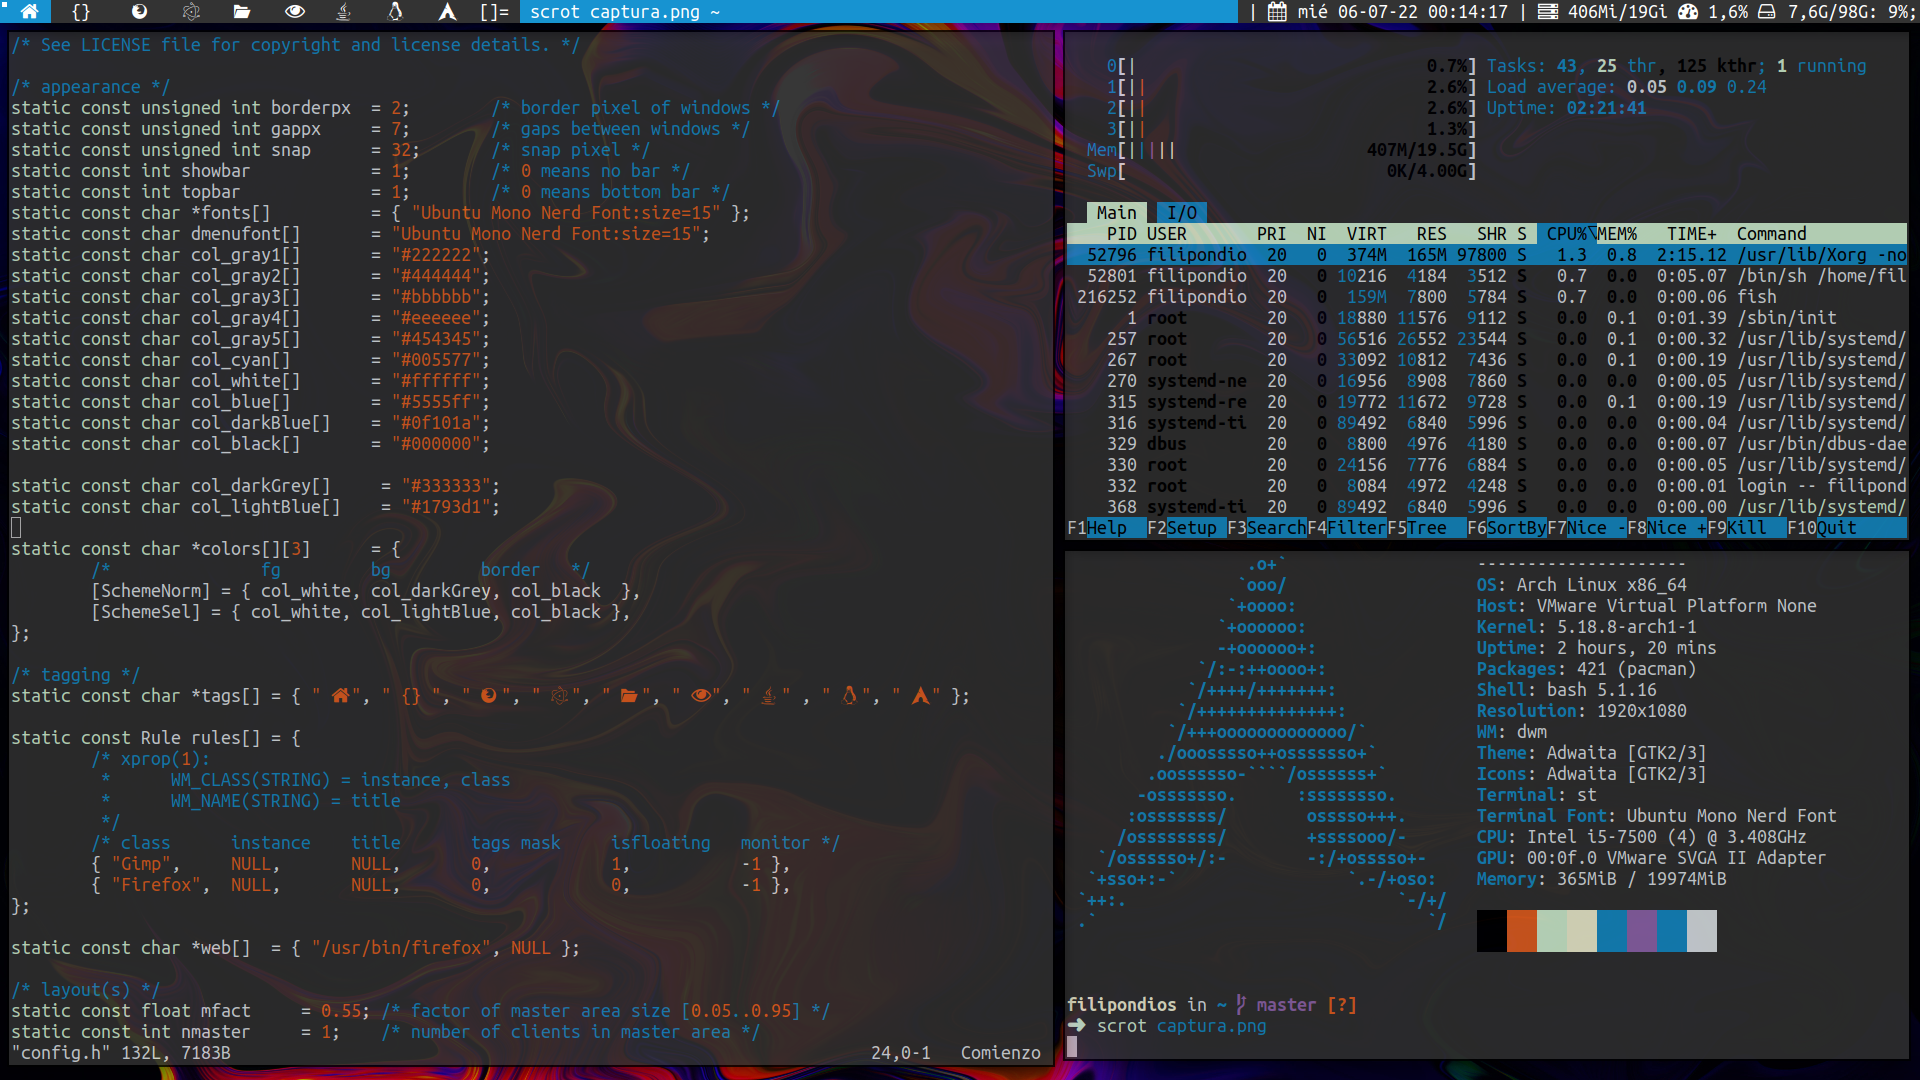 {} []= scrot captura.png ~ | mié 06-07-22 00:14:17 | 406Mi/19Gi 1,6% 7,6G/98G: 9%;
/* See LICENSE file for copyright and license details. */
/* appearance */
static const unsigned int borderpx = 2; /* border pixel of windows */
static const unsigned int gappx = 7; /* gaps between windows */
static const unsigned int snap = 32; /* snap pixel */
static const int showbar = 1; /* 0 means no bar */
static const int topbar = 1; /* 0 means bottom bar */
static const char *fonts[] = { "Ubuntu Mono Nerd Font:size=15" };
static const char dmenufont[] = "Ubuntu Mono Nerd Font:size=15";
static const char col_gray1[] = "#222222";
static const char col_gray2[] = "#444444";
static const char col_gray3[] = "#bbbbbb";
static const char col_gray4[] = "#eeeeee";
static const char col_gray5[] = "#454345";
static const char col_cyan[] = "#005577";
static const char col_white[] = "#ffffff";
static const char col_blue[] = "#5555ff";
static const char col_darkBlue[] = "#0f101a";
static const char col_black[] = "#000000";
static const char col_darkGrey[] = "#333333";
static const char col_lightBlue[] = "#1793d1";
static const char *colors[][3] = {
/* fg bg border */
[SchemeNorm] = { col_white, col_darkGrey, col_black },
[SchemeSel] = { col_white, col_lightBlue, col_black },
};
/* tagging */
static const char *tags[] = { " ", " {} ", " ", " ", " ", " ", " " , " ", " " };
static const Rule rules[] = {
/* xprop(1):
* WM_CLASS(STRING) = instance, class
* WM_NAME(STRING) = title
*/
/* class instance title tags mask isfloating monitor */
{ "Gimp", NULL, NULL, 0, 1, -1 },
{ "Firefox", NULL, NULL, 0, 0, -1 },
};
static const char *web[] = { "/usr/bin/firefox", NULL };
/* layout(s) */
static const float mfact = 0.55; /* factor of master area size [0.05..0.95] */
static const int nmaster = 1; /* number of clients in master area */
"config.h" 132L, 7183B 24,0-1 Comienzo
0[| 0.7%] Tasks: 43, 25 thr, 125 kthr; 1 running
1[|| 2.6%] Load average: 0.05 0.09 0.24
2[|| 2.6%] Uptime: 02:21:41
3[|| 1.3%]
Mem[||||| 407M/19.5G]
Swp[ 0K/4.00G]
Main I/O
PID USER PRI NI VIRT RES SHR S CPU%▽MEM% TIME+ Command
52796 filipondio 20 0 374M 165M 97800 S 1.3 0.8 2:15.12 /usr/lib/Xorg -no
52801 filipondio 20 0 10216 4184 3512 S 0.7 0.0 0:05.07 /bin/sh /home/fil
216252 filipondio 20 0 159M 7800 5784 S 0.7 0.0 0:00.06 fish
1 root 20 0 18880 11576 9112 S 0.0 0.1 0:01.39 /sbin/init
257 root 20 0 56516 26552 23544 S 0.0 0.1 0:00.32 /usr/lib/systemd/
267 root 20 0 33092 10812 7436 S 0.0 0.1 0:00.19 /usr/lib/systemd/
270 systemd-ne 20 0 16956 8908 7860 S 0.0 0.0 0:00.05 /usr/lib/systemd/
315 systemd-re 20 0 19772 11672 9728 S 0.0 0.1 0:00.19 /usr/lib/systemd/
316 systemd-ti 20 0 89492 6840 5996 S 0.0 0.0 0:00.04 /usr/lib/systemd/
329 dbus 20 0 8800 4976 4180 S 0.0 0.0 0:00.07 /usr/bin/dbus-dae
330 root 20 0 24156 7776 6884 S 0.0 0.0 0:00.05 /usr/lib/systemd/
332 root 20 0 8084 4972 4248 S 0.0 0.0 0:00.01 login -- filipond
368 systemd-ti 20 0 89492 6840 5996 S 0.0 0.0 0:00.00 /usr/lib/systemd/
F1Help F2Setup F3SearchF4FilterF5Tree F6SortByF7Nice -F8Nice +F9Kill F10Quit
.o+` --------------------- 
`ooo/ OS: Arch Linux x86_64
`+oooo: Host: VMware Virtual Platform None
`+oooooo: Kernel: 5.18.8-arch1-1
-+oooooo+: Uptime: 2 hours, 20 mins
`/:-:++oooo+: Packages: 421 (pacman)
`/++++/+++++++: Shell: bash 5.1.16
`/++++++++++++++: Resolution: 1920x1080
`/+++ooooooooooooo/` WM: dwm
./ooosssso++osssssso+` Theme: Adwaita [GTK2/3]
.oossssso-````/ossssss+` Icons: Adwaita [GTK2/3]
-osssssso. :ssssssso. Terminal: st
:osssssss/ osssso+++. Terminal Font: Ubuntu Mono Nerd Font
/ossssssss/ +ssssooo/- CPU: Intel i5-7500 (4) @ 3.408GHz
`/ossssso+/:- -:/+osssso+- GPU: 00:0f.0 VMware SVGA II Adapter
`+sso+:-` `.-/+oso: Memory: 365MiB / 19974MiB
`++:. `-/+/
.` `/
filipondios in ~ master [?]
➜ scrot captura.png